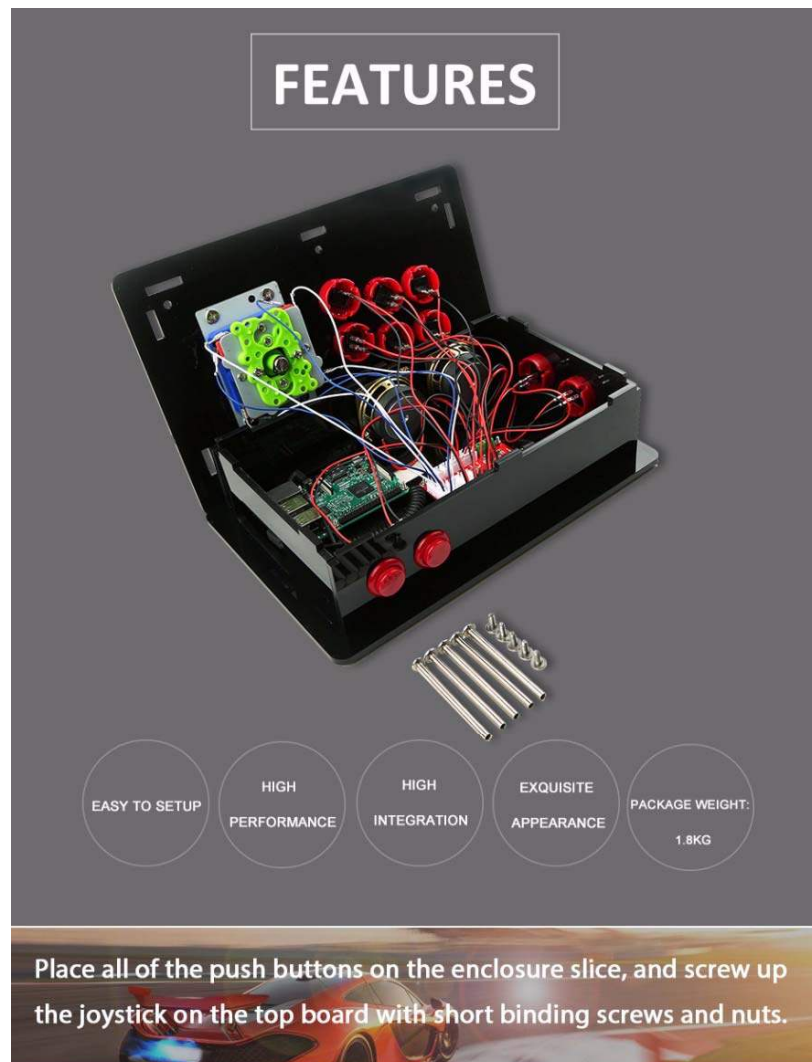 FEATURES
EASY TO SETUP
HIGH
PERFORMANCE
HIGH
INTEGRATION
EXQUISITE
APPEARANCE
PACKAGE WEIGHT:
1.8KG
Place all of the push buttons on the enclosure slice, and screw up
the joystick on the top board with short binding screws and nuts.